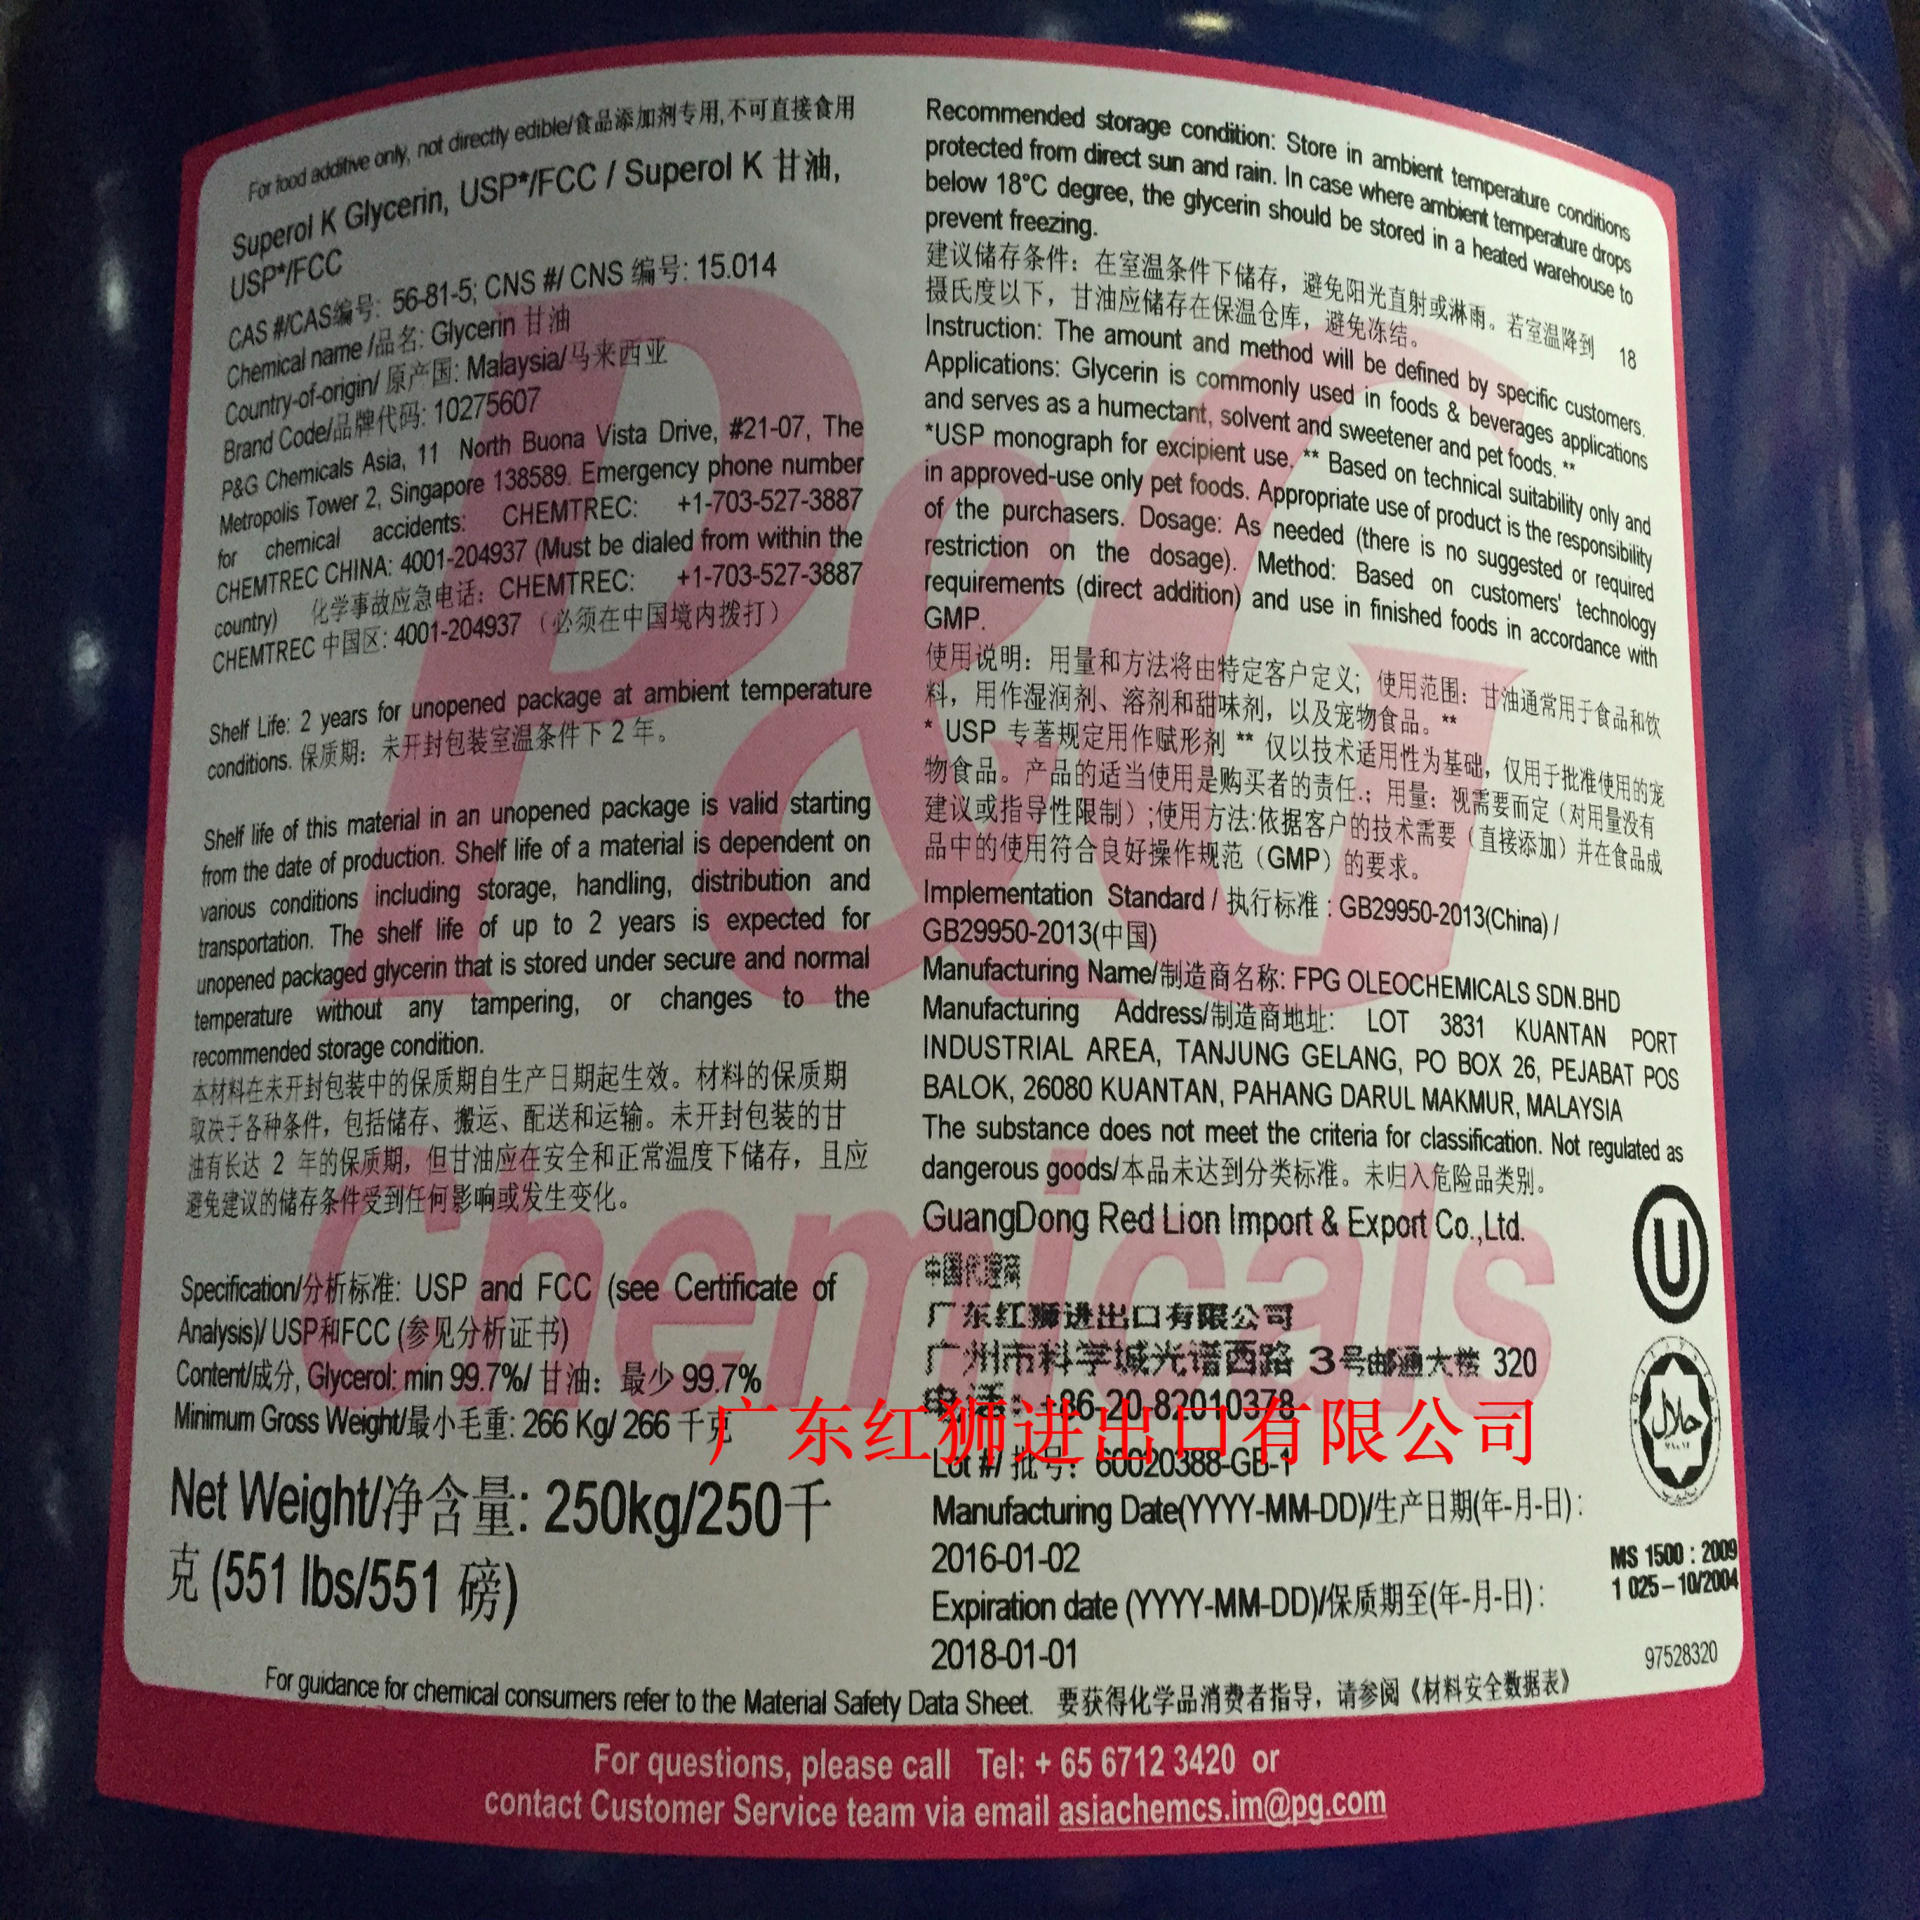 For food additive only, not directly edible/食品添加剂专用,不可直接食用
Superol K Glycerin, USP*/FCC / Superol K 甘油,
USP*/FCC
CAS #/CAS编号: 56-81-5; CNS #/ CNS 编号: 15.014
Chemical name /品名: Glycerin 甘油
Country-of-origin/ 原产国: Malaysia/马来西亚
Brand Code/品牌代码: 10275607
P&G Chemicals Asia, 11 North Buona Vista Drive, #21-07, The
Metropolis Tower 2, Singapore 138589. Emergency phone number
for chemical accidents: CHEMTREC: +1-703-527-3887
CHEMTREC CHINA: 4001-204937 (Must be dialed from within the
country) 化学事故应急电话: CHEMTREC: +1-703-527-3887
CHEMTREC 中国区: 4001-204937 （必须在中国境内拨打）
Shelf Life: 2 years for unopened package at ambient temperature
conditions. 保质期：未开封包装室温条件下 2 年。
Shelf life of this material in an unopened package is valid starting
from the date of production. Shelf life of a material is dependent on
various conditions including storage, handling, distribution and
transportation. The shelf life of up to 2 years is expected for
unopened packaged glycerin that is stored under secure and normal
temperature without any tampering, or changes to the
recommended storage condition.
本材料在未开封包装中的保质期自生产日期起生效。材料的保质期
取决于各种条件，包括储存、搬运、配送和运输。未开封包装的甘
油有长达 2 年的保质期，但甘油应在安全和正常温度下储存，且应
避免建议的储存条件受到任何影响或发生变化。
Specification/分析标准: USP and FCC (see Certificate of
Analysis)/ USP和FCC (参见分析证书)
Content/成分, Glycerol: min 99.7%/ 甘油：最少 99.7%
Minimum Gross Weight/最小毛重: 266 Kg/ 266 千克
Net Weight/净含量: 250kg/250千
克 (551 lbs/551 磅)
Recommended storage condition: Store in ambient temperature conditions
protected from direct sun and rain. In case where ambient temperature drops
below 18°C degree, the glycerin should be stored in a heated warehouse to
prevent freezing.
建议储存条件：在室温条件下储存，避免阳光直射或淋雨。若室温降到 18
摄氏度以下，甘油应储存在保温仓库，避免冻结。
Instruction: The amount and method will be defined by specific customers.
Applications: Glycerin is commonly used in foods & beverages applications
and serves as a humectant, solvent and sweetener and pet foods. **
*USP monograph for excipient use. ** Based on technical suitability only and
in approved-use only pet foods. Appropriate use of product is the responsibility
of the purchasers. Dosage: As needed (there is no suggested or required
restriction on the dosage). Method: Based on customers' technology
requirements (direct addition) and use in finished foods in accordance with
GMP.
使用说明：用量和方法将由特定客户定义；使用范围：甘油通常用于食品和饮
料，用作湿润剂、溶剂和甜味剂，以及宠物食品。**
* USP 专著规定用作赋形剂 ** 仅以技术适用性为基础，仅用于批准使用的宠
物食品。产品的适当使用是购买者的责任.；用量：视需要而定（对用量没有
建议或指导性限制）;使用方法:依据客户的技术需要（直接添加）并在食品成
品中的使用符合良好操作规范（GMP）的要求。
Implementation Standard / 执行标准 : GB29950-2013(China) /
GB29950-2013(中国)
Manufacturing Name/制造商名称: FPG OLEOCHEMICALS SDN.BHD
Manufacturing Address/制造商地址: LOT 3831 KUANTAN PORT
INDUSTRIAL AREA, TANJUNG GELANG, PO BOX 26, PEJABAT POS
BALOK, 26080 KUANTAN, PAHANG DARUL MAKMUR, MALAYSIA
The substance does not meet the criteria for classification. Not regulated as
dangerous goods/本品未达到分类标准。未归入危险品类别。
GuangDong Red Lion Import & Export Co.,Ltd.
中国代理商
广东红狮进出口有限公司
广州市科学城光谱西路 3号邮通大楼 320
电话: +86-20-82010378
广东红狮进出口有限公司
Lot #/ 批号: 60020388-GB-1
Manufacturing Date(YYYY-MM-DD)/生产日期(年-月-日) :
2016-01-02
Expiration date (YYYY-MM-DD)/保质期至(年-月-日) :
2018-01-01
U
حلال
MS 1500 : 2009
1 025 – 10/2004
97528320
P&G
Chemicals
For guidance for chemical consumers refer to the Material Safety Data Sheet. 要获得化学品消费者指导，请参阅《材料安全数据表》
For questions, please call Tel: + 65 6712 3420 or
contact Customer Service team via email asiachemcs.im@pg.com